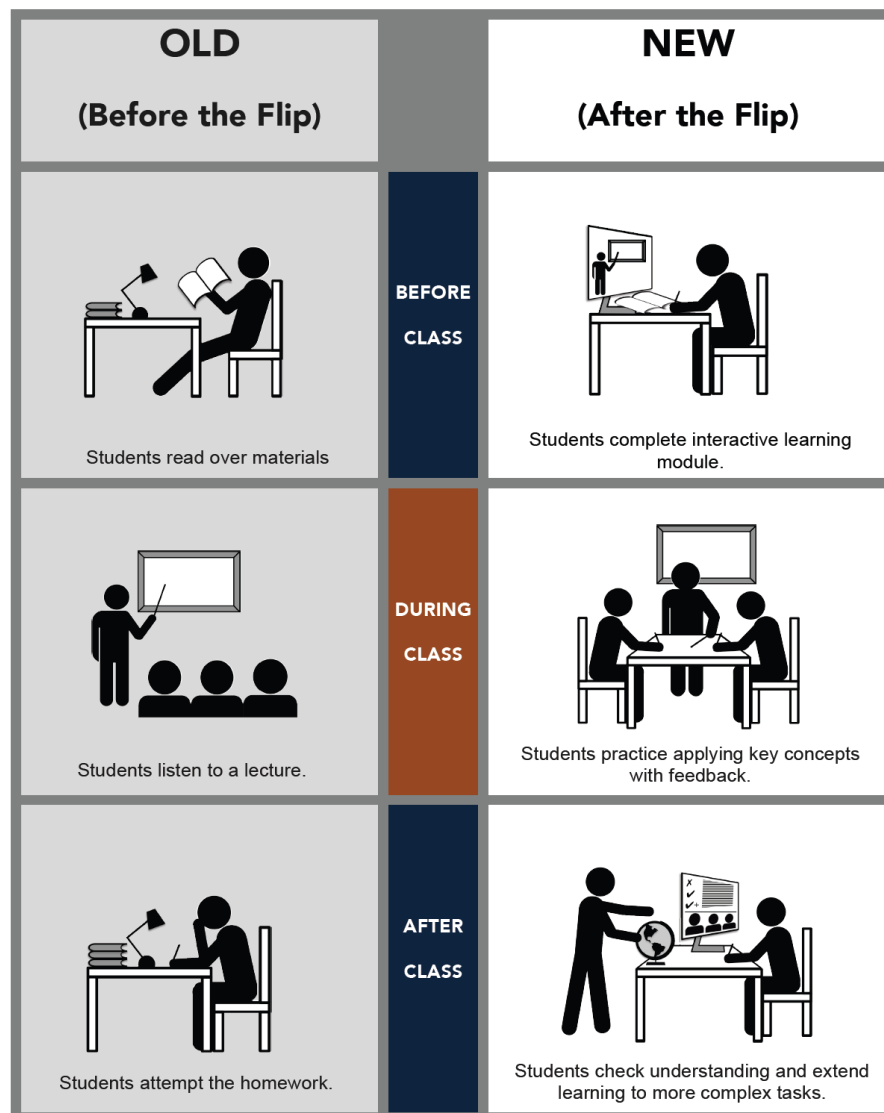 OLD
(Before the Flip)
NEW
(After the Flip)
BEFORE
CLASS
Students read over materials
Students complete interactive learning
module.
DURING
CLASS
Students listen to a lecture.
Students practice applying key concepts
with feedback.
AFTER
CLASS
Students attempt the homework.
Students check understanding and extend
learning to more complex tasks.